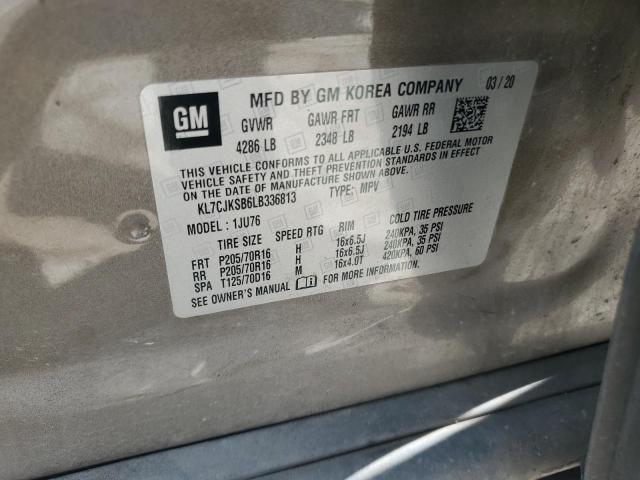 GM
MFD BY GM KOREA COMPANY 03/20
GVWR GAWR FRT GAWR RR
4286 LB 2348 LB 2194 LB
THIS VEHICLE CONFORMS TO ALL APPLICABLE U.S. FEDERAL MOTOR
VEHICLE SAFETY AND THEFT PREVENTION STANDARDS IN EFFECT
ON THE DATE OF MANUFACTURE SHOWN ABOVE.
KL7CJKSB6LB336813 TYPE: MPV
MODEL: 1JU76
TIRE SIZE SPEED RTG RIM COLD TIRE PRESSURE
FRT P205/70R16 H 16x6.5J 240KPA, 35 PSI
RR P205/70R16 H 16x6.5J 240KPA, 35 PSI
SPA T125/70D16 M 16x4.0T 420KPA, 60 PSI
SEE OWNER'S MANUAL FOR MORE INFORMATION.